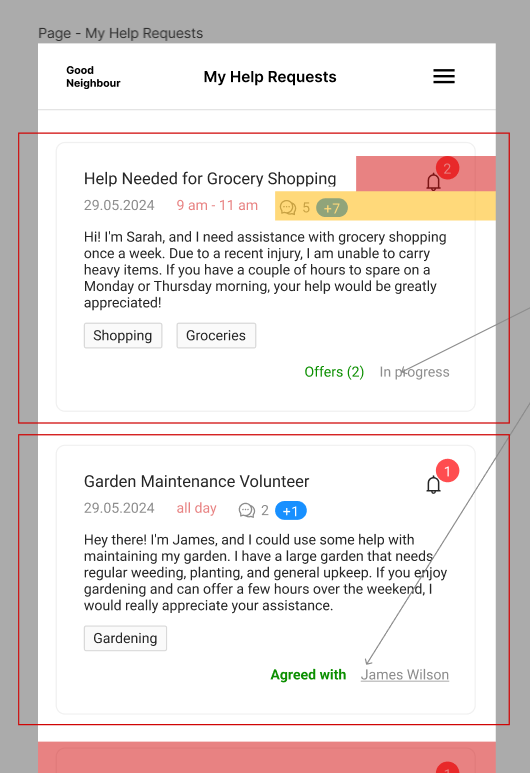 Page - My Help Requests
Good
Neighbour
My Help Requests
Help Needed for Grocery Shopping
2
29.05.2024 9 am - 11 am 5 +7
Hi! I'm Sarah, and I need assistance with grocery shopping
once a week. Due to a recent injury, I am unable to carry
heavy items. If you have a couple of hours to spare on a
Monday or Thursday morning, your help would be greatly
appreciated!
Shopping Groceries
Offers (2) In progress
Garden Maintenance Volunteer
1
29.05.2024 all day 2 +1
Hey there! I'm James, and I could use some help with
maintaining my garden. I have a large garden that needs
regular weeding, planting, and general upkeep. If you enjoy
gardening and can offer a few hours over the weekend, I
would really appreciate your assistance.
Gardening
Agreed with James Wilson